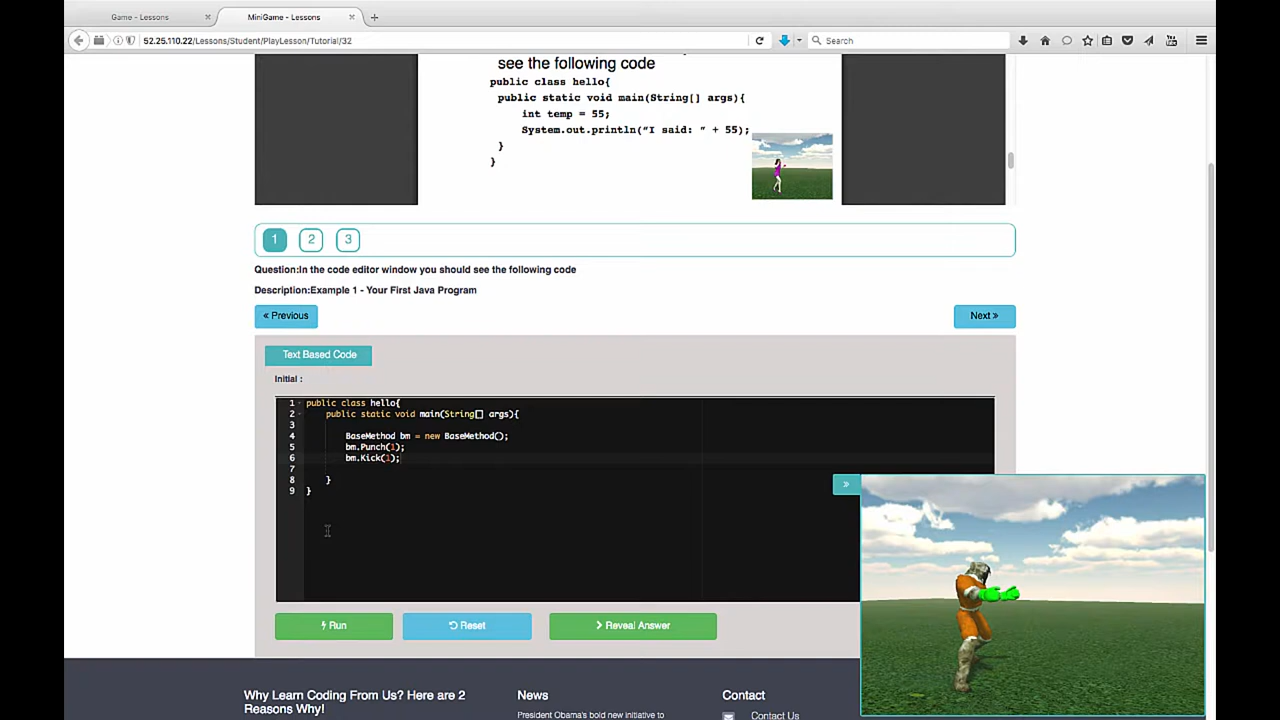 Game - Lessons
MiniGame - Lessons
52.25.110.22/Lessons/Student/PlayLesson/Tutorial/32
Search
see the following code
public class hello{
public static void main(String[] args){
int temp = 55;
System.out.println(“I said: ” + 55);
}
}
1 2 3
Question:In the code editor window you should see the following code
Description:Example 1 - Your First Java Program
« Previous
Next »
Text Based Code
Initial :
1 public class hello{
2 public static void main(String[] args){
3
4 BaseMethod bm = new BaseMethod();
5 bm.Punch(1);
6 bm.Kick(1);
7
8 }
9 }
»
Run
Reset
Reveal Answer
Why Learn Coding From Us? Here are 2
Reasons Why!
News
President Obama's bold new initiative to
Contact
Contact Us